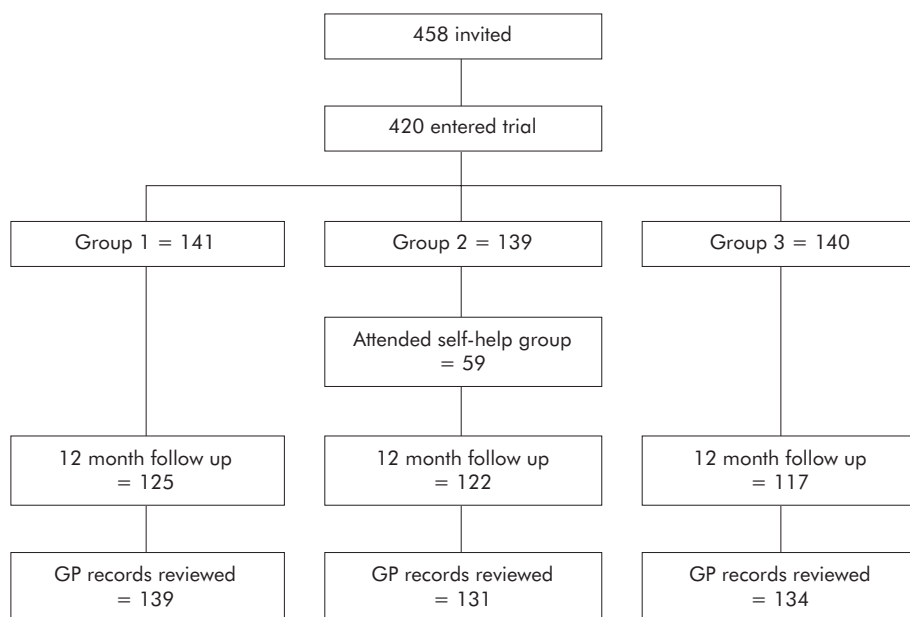 458 invited
420 entered trial
Group 1 = 141
Group 2 = 139
Group 3 = 140
Attended self-help group
= 59
12 month follow up
= 125
12 month follow up
= 122
12 month follow up
= 117
GP records reviewed
= 139
GP records reviewed
= 131
GP records reviewed
= 134